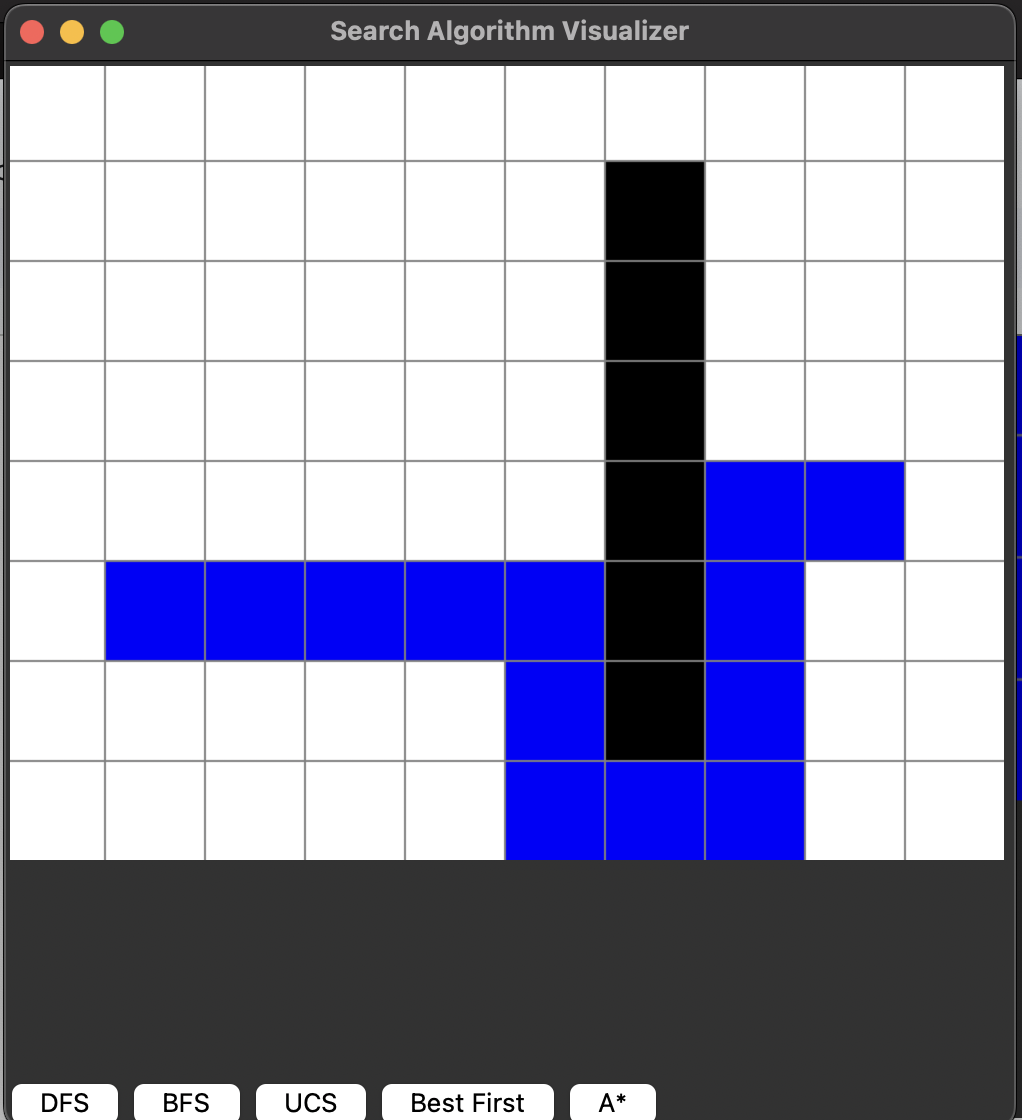 Search Algorithm Visualizer
DFS BFS UCS Best First A*